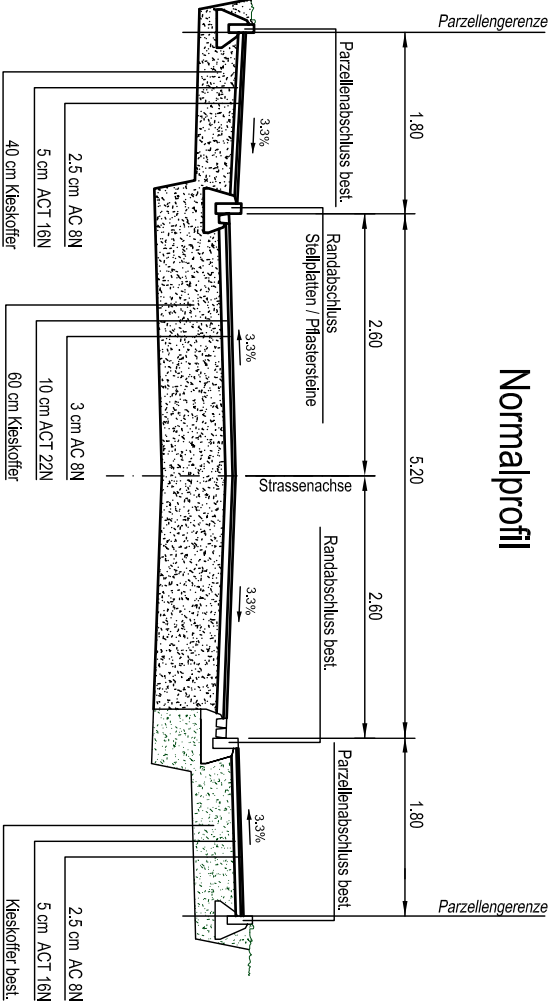 Normalprofil
Parzellengerenze
Parzellengerenze
1.80
5.20
1.80
2.60
2.60
Parzellenabschluss best.
Randabschluss
Stellplatten / Pflastersteine
Strassenachse
Randabschluss best.
Parzellenabschluss best.
3.3%
3.3%
3.3%
3.3%
2.5 cm AC 8N
5 cm ACT 16N
40 cm Kieskoffer
3 cm AC 8N
10 cm ACT 22N
60 cm Kieskoffer
2.5 cm AC 8N
5 cm ACT 16N
Kieskoffer best.